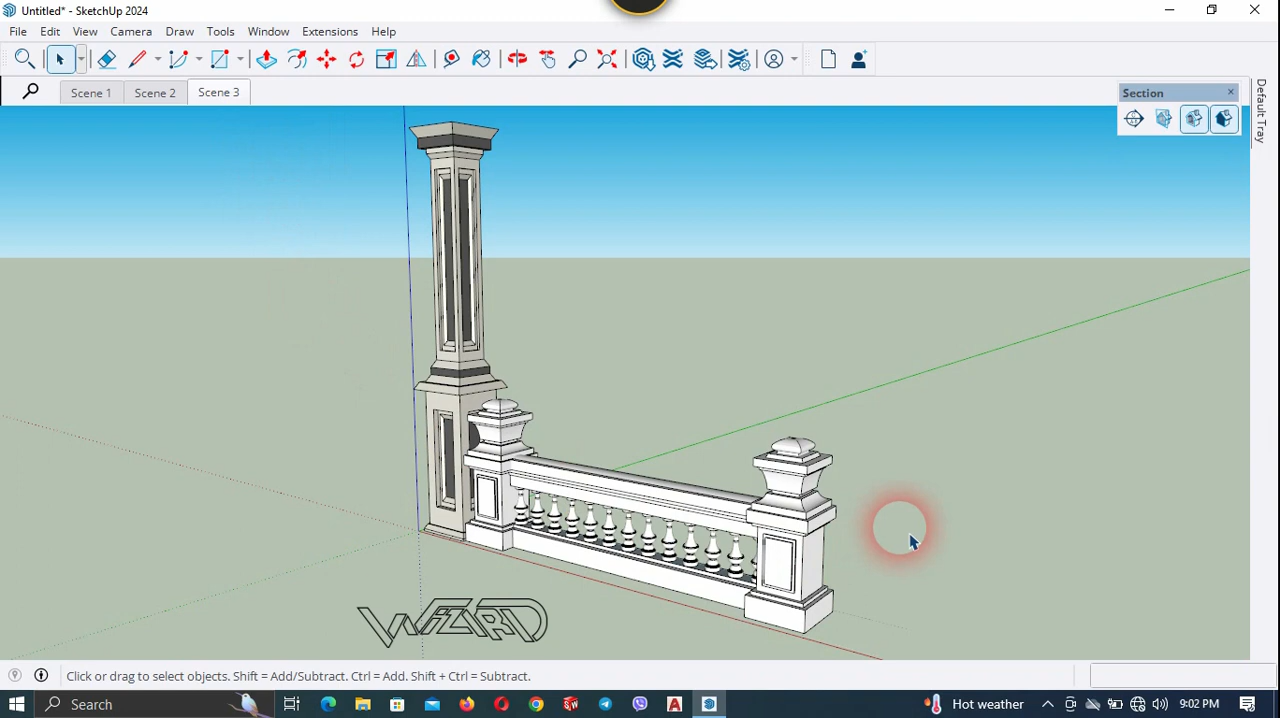 Untitled* - SketchUp 2024
File Edit View Camera Draw Tools Window Extensions Help
Scene 1 Scene 2 Scene 3
Section
Default Tray
WIZARD
Click or drag to select objects. Shift = Add/Subtract. Ctrl = Add. Shift + Ctrl = Subtract.
Search
Hot weather
9:02 PM